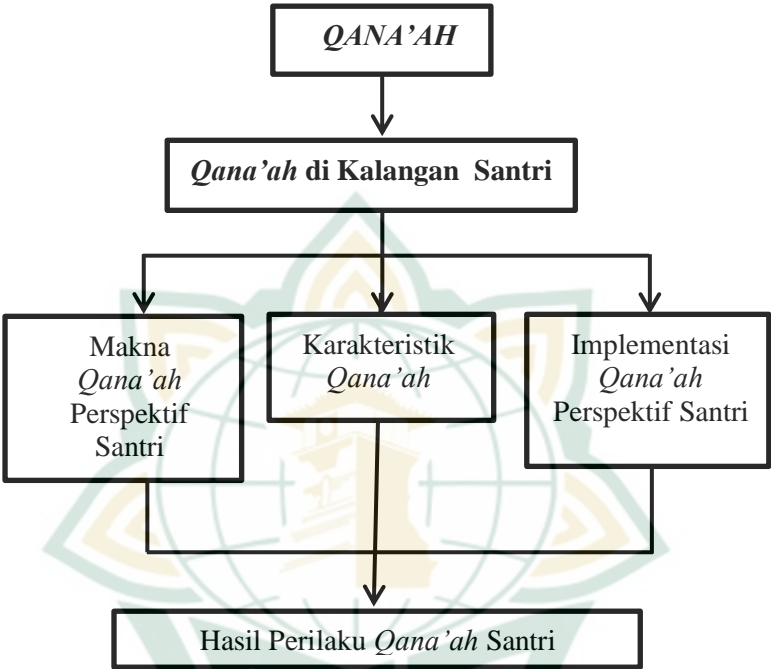 QANA’AH
Qana’ah di Kalangan Santri
Makna
Qana’ah
Perspektif
Santri
Karakteristik
Qana’ah
Implementasi
Qana’ah
Perspektif Santri
Hasil Perilaku Qana’ah Santri